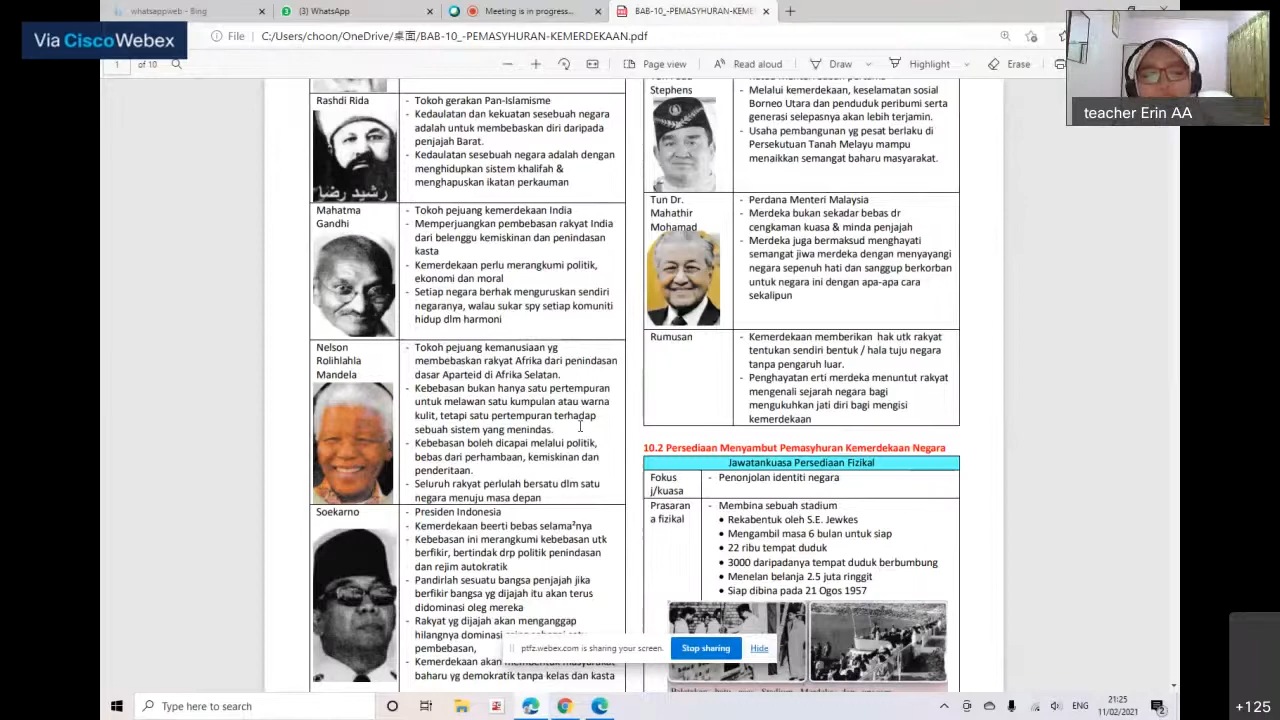 whatsappweb - Bing
(3) WhatsApp
Meeting is in progress...
BAB-10_-PEMASYHURAN-KEME
Via Cisco Webex
File
C:/Users/choon/OneDrive/桌面/BAB-10_-PEMASYHURAN-KEMERDEKAAN.pdf
1 of 10
Page view
Read aloud
Draw
Highlight
Erase
teacher Erin AA
Rashdi Rida
- Tokoh gerakan Pan-Islamisme
- Kedaulatan dan kekuatan sesebuah negara
adalah untuk membebaskan diri daripada
penjajah Barat.
- Kedaulatan sesebuah negara adalah dengan
menghidupkan sistem khalifah &
menghapuskan ikatan perkauman
رشيد رضا
Mahatma
Gandhi
- Tokoh pejuang kemerdekaan India
- Memperjuangkan pembebasan rakyat India
dari belenggu kemiskinan dan penindasan
kasta
- Kemerdekaan perlu merangkumi politik,
ekonomi dan moral
- Setiap negara berhak menguruskan sendiri
negaranya, walau sukar spy setiap komuniti
hidup dlm harmoni
Nelson
Rolihlahla
Mandela
- Tokoh pejuang kemanusiaan yg
membebaskan rakyat Afrika dari penindasan
dasar Aparteid di Afrika Selatan.
- Kebebasan bukan hanya satu pertempuran
untuk melawan satu kumpulan atau warna
kulit, tetapi satu pertempuran terhadap
sebuah sistem yang menindas.
- Kebebasan boleh dicapai melalui politik,
bebas dari perhambaan, kemiskinan dan
penderitaan.
- Seluruh rakyat perlulah bersatu dlm satu
negara menuju masa depan
Soekarno
- Presiden Indonesia
- Kemerdekaan beerti bebas selama²nya
- Kebebasan ini merangkumi kebebasan utk
berfikir, bertindak drp politik penindasan
dan rejim autokratik
- Pandirlah sesuatu bangsa penjajah jika
berfikir bangsa yg dijajah itu akan terus
didominasi oleg mereka
- Rakyat yg dijajah akan menganggap
hilangnya dominasi
pembebasan,
- Kemerdekaan akan
baharu yg demokratik tanpa kelas dan kasta
Stephens
- Melalui kemerdekaan, keselamatan sosial
Borneo Utara dan penduduk peribumi serta
generasi selepasnya akan lebih terjamin.
- Usaha pembangunan yg pesat berlaku di
Persekutuan Tanah Melayu mampu
menaikkan semangat baharu masyarakat.
Tun Dr.
Mahathir
Mohamad
- Perdana Menteri Malaysia
- Merdeka bukan sekadar bebas dr
cengkaman kuasa & minda penjajah
- Merdeka juga bermaksud menghayati
semangat jiwa merdeka dengan menyayangi
negara sepenuh hati dan sanggup berkorban
untuk negara ini dengan apa-apa cara
sekalipun
Rumusan
- Kemerdekaan memberikan hak utk rakyat
tentukan sendiri bentuk / hala tuju negara
tanpa pengaruh luar.
- Penghayatan erti merdeka menuntut rakyat
mengenali sejarah negara bagi
mengukuhkan jati diri bagi mengisi
kemerdekaan
10.2 Persediaan Menyambut Pemasyhuran Kemerdekaan Negara
Jawatankuasa Persediaan Fizikal
Fokus
j/kuasa
- Penonjolan identiti negara
Prasaran
a fizikal
- Membina sebuah stadium
• Rekabentuk oleh S.E. Jewkes
• Mengambil masa 6 bulan untuk siap
• 22 ribu tempat duduk
• 3000 daripadanya tempat duduk berbumbung
• Menelan belanja 2.5 juta ringgit
• Siap dibina pada 21 Ogos 1957
ptfz.webex.com is sharing your screen.
Stop sharing
Hide
Type here to search
ENG
21:25
11/02/2021
2
+125